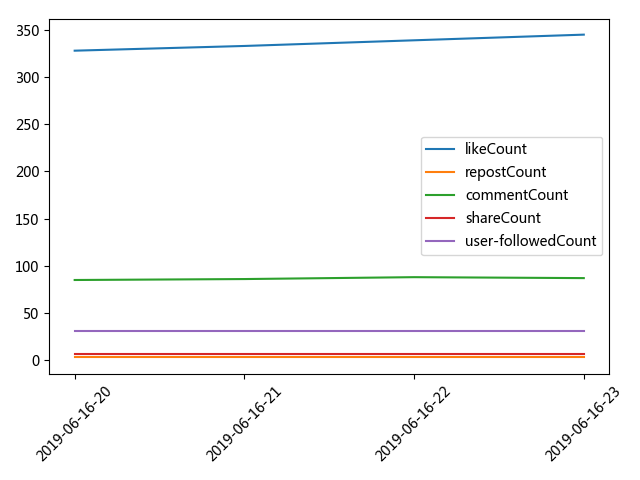 350
300
250
200
150
100
50
0
likeCount
repostCount
commentCount
shareCount
user-followedCount
2019-06-16-20
2019-06-16-21
2019-06-16-22
2019-06-16-23